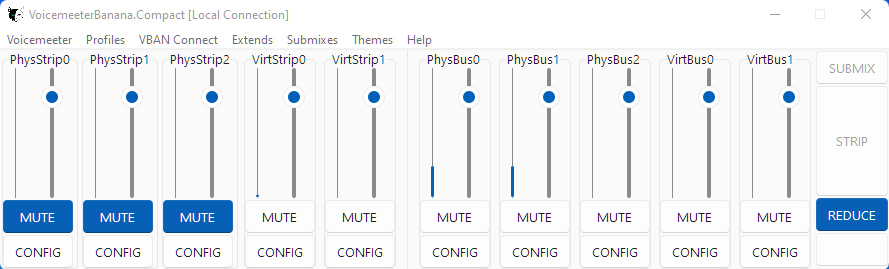 VoicemeeterBanana.Compact [Local Connection]
Voicemeeter Profiles VBAN Connect Extends Submixes Themes Help
PhysStrip0 PhysStrip1 PhysStrip2 VirtStrip0 VirtStrip1 PhysBus0 PhysBus1 PhysBus2 VirtBus0 VirtBus1
SUBMIX
STRIP
MUTE MUTE MUTE MUTE MUTE MUTE MUTE MUTE MUTE MUTE REDUCE
CONFIG CONFIG CONFIG CONFIG CONFIG CONFIG CONFIG CONFIG CONFIG CONFIG